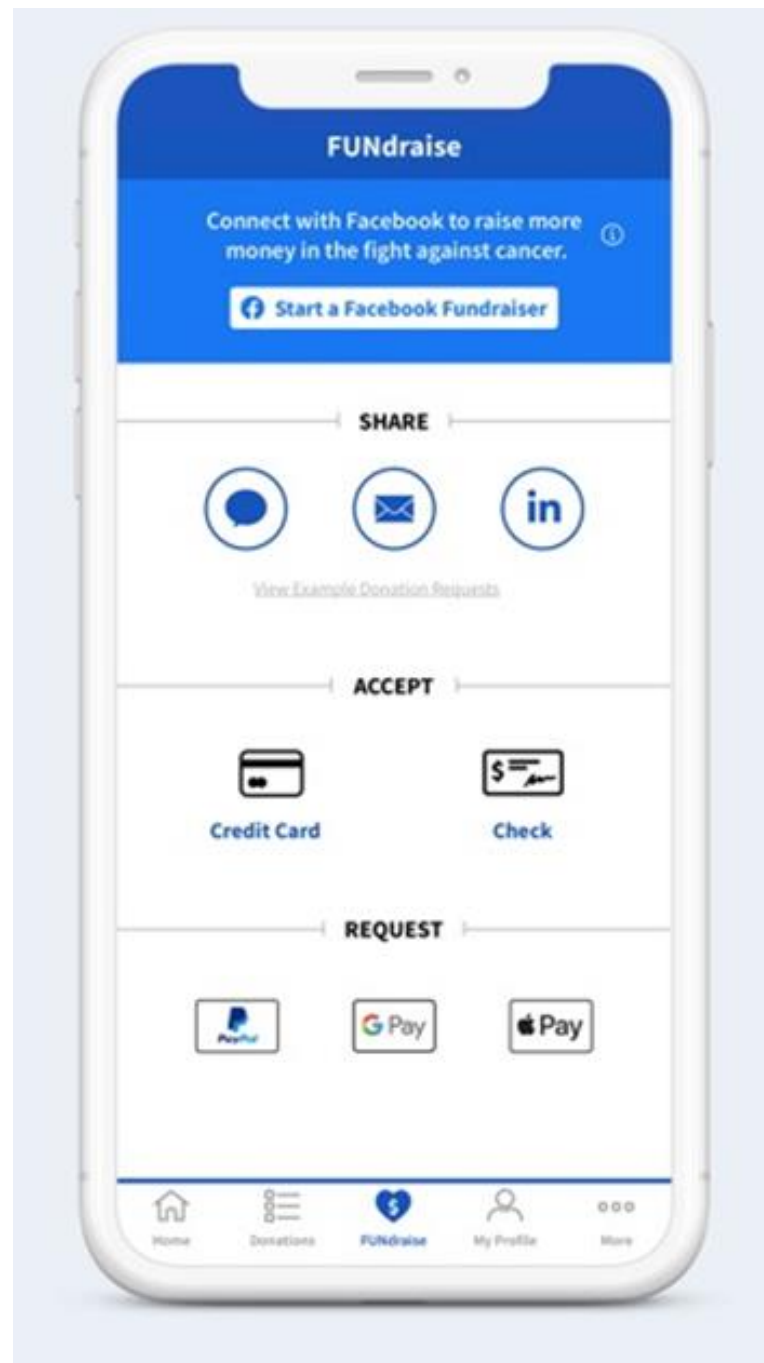 FUNdraise
Connect with Facebook to raise more
money in the fight against cancer.
Start a Facebook Fundraiser
SHARE
in
View Example Donation Requests
ACCEPT
$
Credit Card
Check
REQUEST
PayPal
G Pay
Pay
$
Home
Donations
FUNdraise
My Profile
More